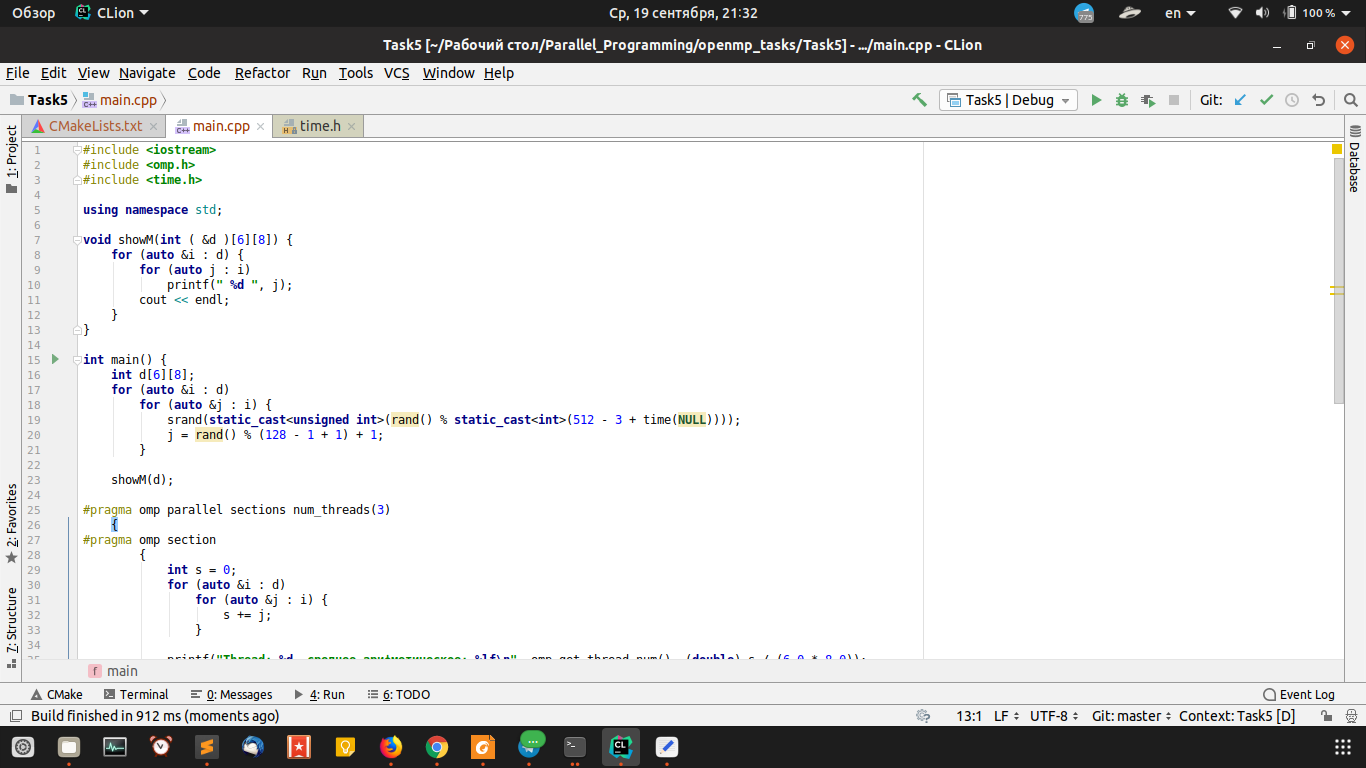 Обзор CLion Ср, 19 сентября, 21:32 775 en 100 %
Task5 [~/Рабочий стол/Parallel_Programming/openmp_tasks/Task5] - .../main.cpp - CLion
File Edit View Navigate Code Refactor Run Tools VCS Window Help
Task5 main.cpp Task5 | Debug Git:
CMakeLists.txt main.cpp time.h
1: Project
Database
2: Favorites
7: Structure
1 #include <iostream>
2 #include <omp.h>
3 #include <time.h>
4
5 using namespace std;
6
7 void showM(int ( &d )[6][8]) {
8 for (auto &i : d) {
9 for (auto j : i)
10 printf(" %d ", j);
11 cout << endl;
12 }
13 }
14
15 int main() {
16 int d[6][8];
17 for (auto &i : d)
18 for (auto &j : i) {
19 srand(static_cast<unsigned int>(rand() % static_cast<int>(512 - 3 + time(NULL))));
20 j = rand() % (128 - 1 + 1) + 1;
21 }
22
23 showM(d);
24
25 #pragma omp parallel sections num_threads(3)
26 {
27 #pragma omp section
28 {
29 int s = 0;
30 for (auto &i : d)
31 for (auto &j : i) {
32 s += j;
33 }
34
f main
CMake Terminal 0: Messages 4: Run 6: TODO Event Log
Build finished in 912 ms (moments ago) 13:1 LF UTF-8 Git: master Context: Task5 [D]